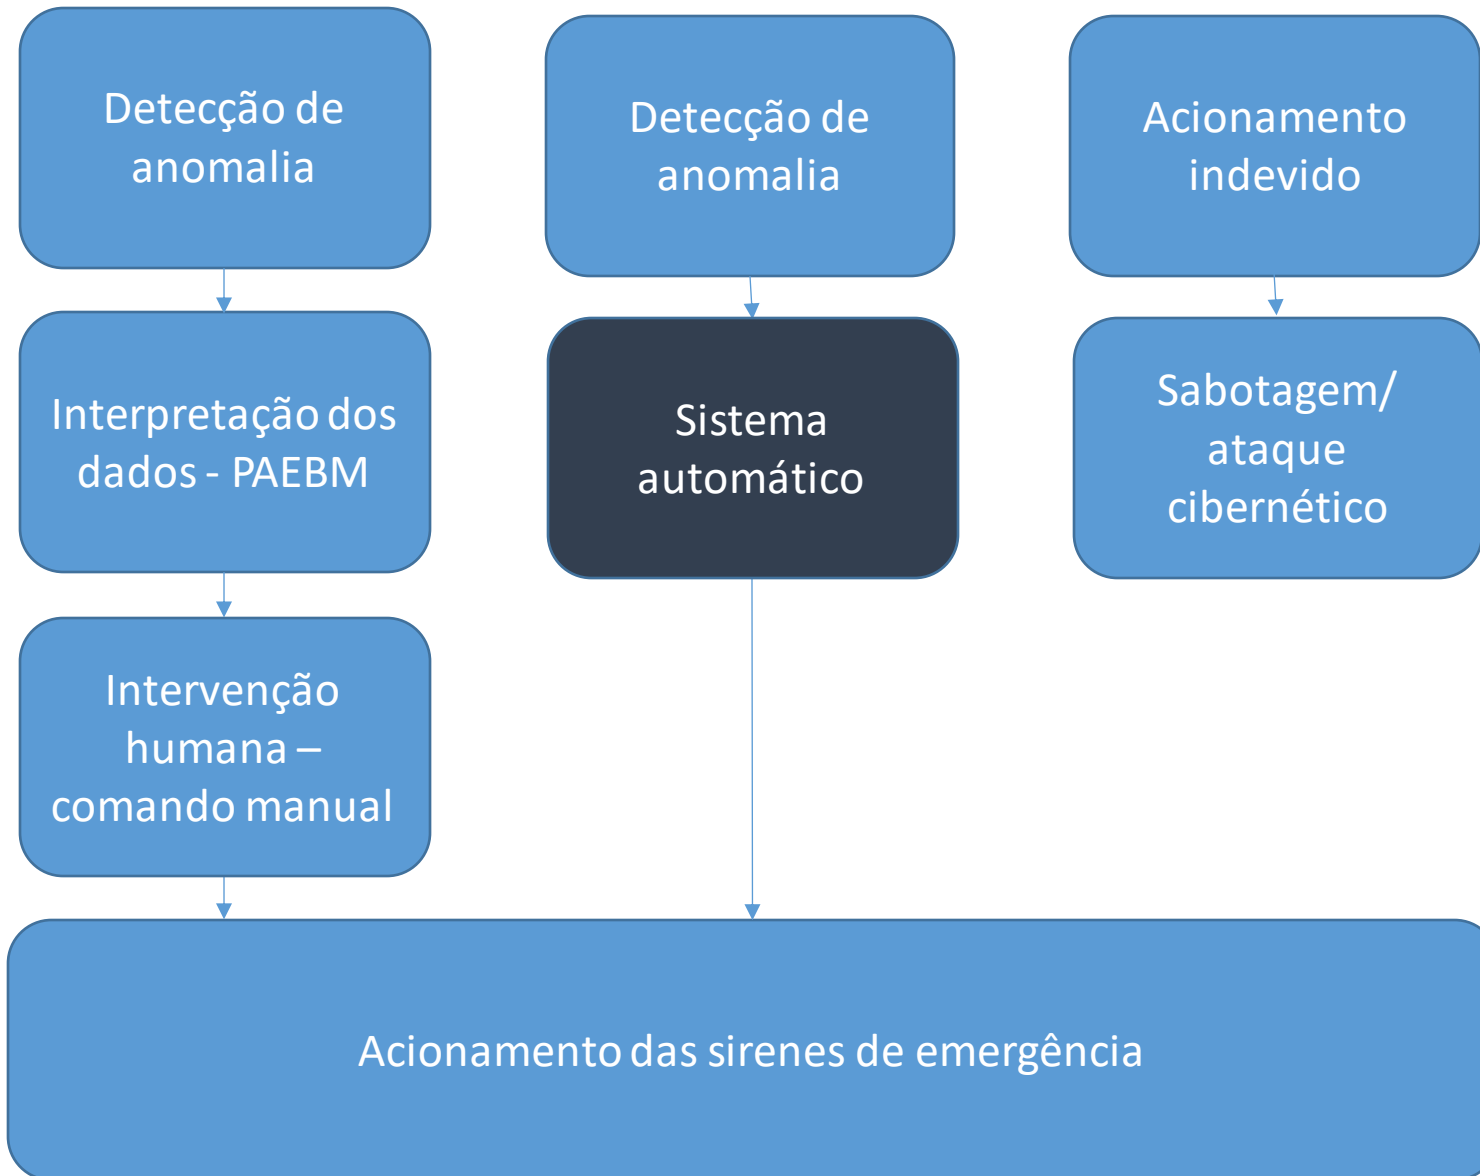 Detecção de
anomalia
Detecção de
anomalia
Acionamento
indevido
Interpretação dos
dados - PAEBM
Sistema
automático
Sabotagem/
ataque
cibernético
Intervenção
humana –
comando manual
Acionamento das sirenes de emergência